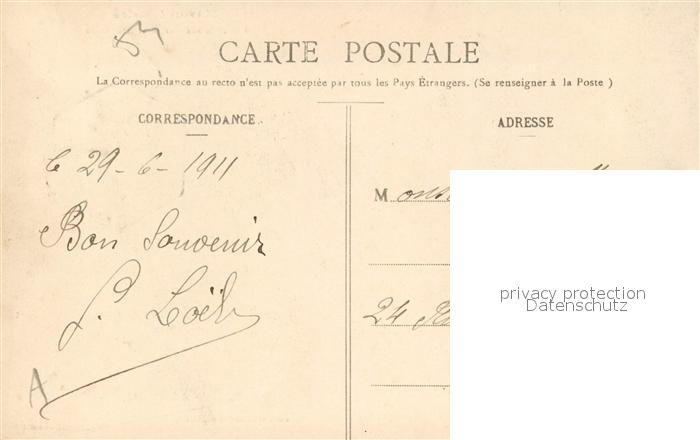 CARTE POSTALE
La Correspondance au recto n'est pas acceptée par tous les Pays Étrangers. (Se renseigner à la Poste)
CORRESPONDANCE.
le 29-6-1911
Bon Souvenir
ADRESSE
M
24
privacy protection
Datenschutz